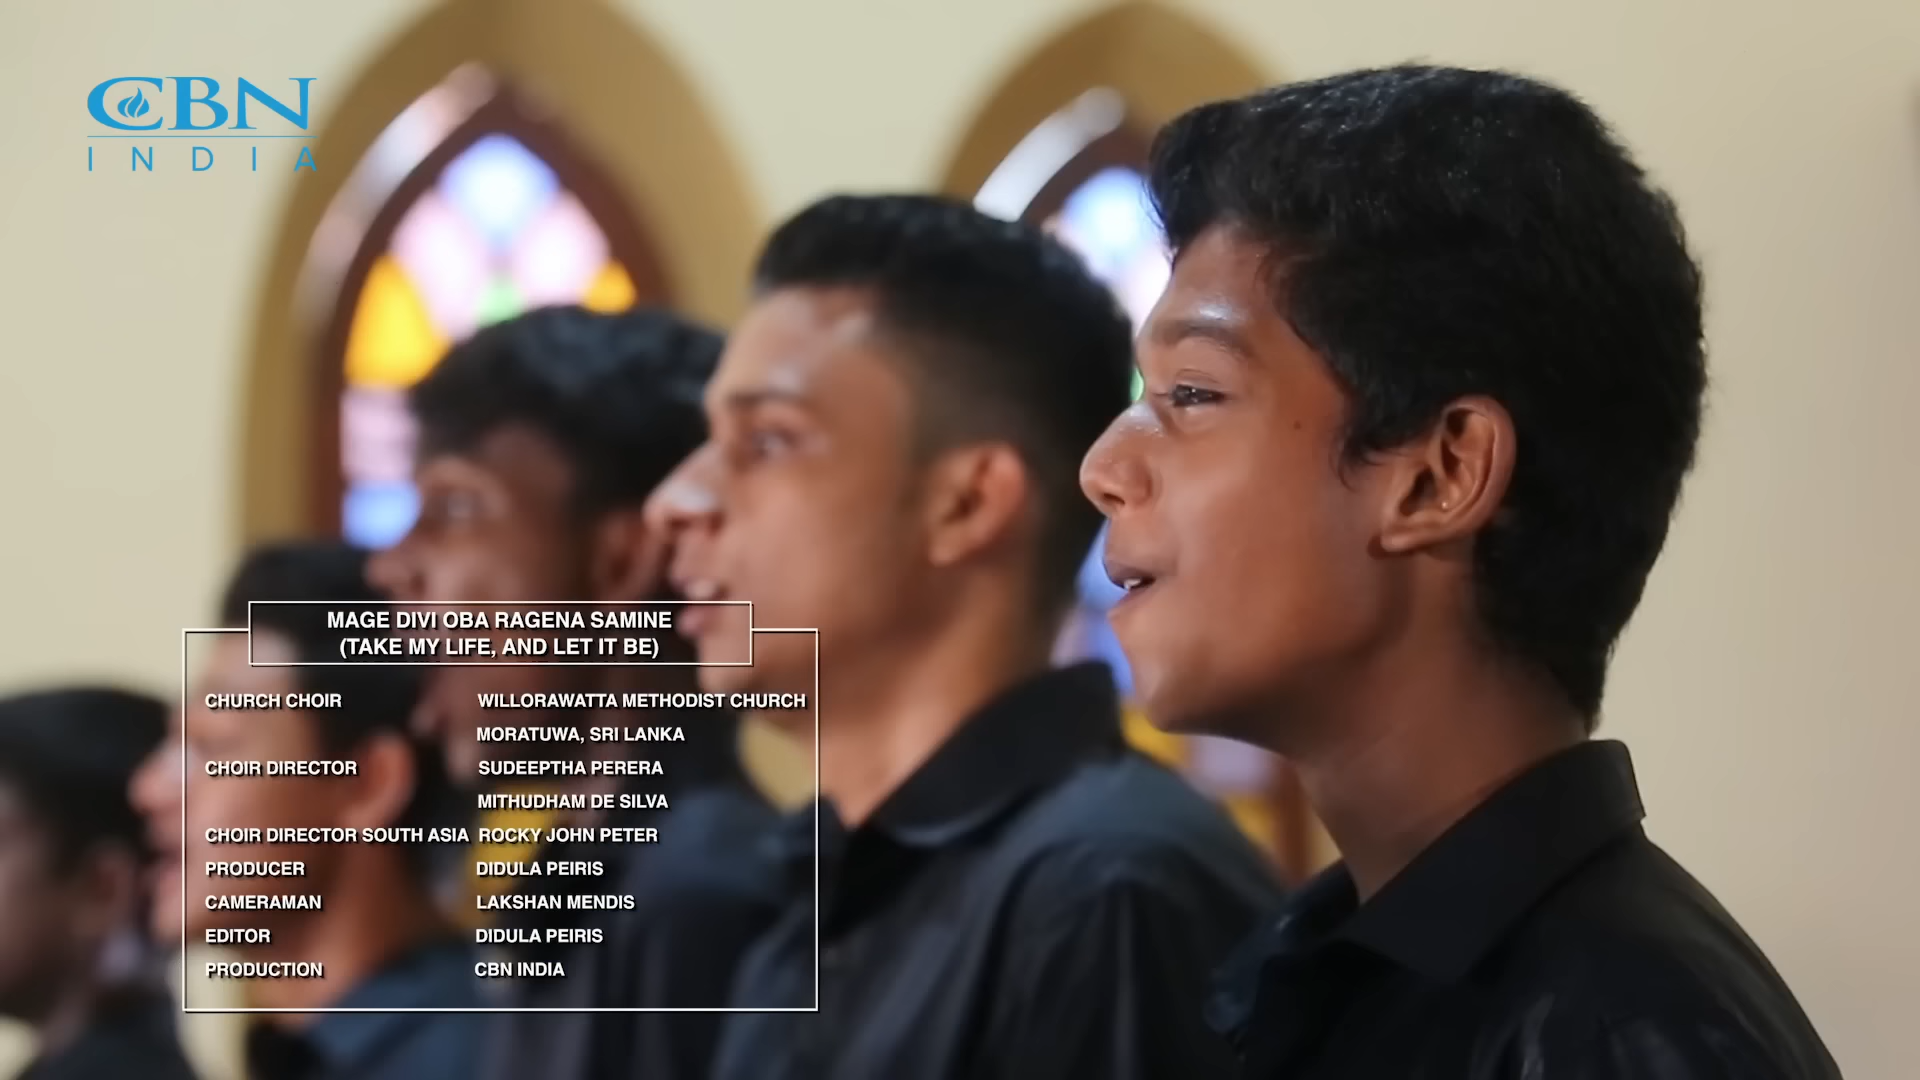 CBN
INDIA
MAGE DIVI OBA RAGENA SAMINE
(TAKE MY LIFE, AND LET IT BE)
CHURCH CHOIR WILLORAWATTA METHODIST CHURCH
MORATUWA, SRI LANKA
CHOIR DIRECTOR SUDEEPTHA PERERA
MITHUDHAM DE SILVA
CHOIR DIRECTOR SOUTH ASIA ROCKY JOHN PETER
PRODUCER DIDULA PEIRIS
CAMERAMAN LAKSHAN MENDIS
EDITOR DIDULA PEIRIS
PRODUCTION CBN INDIA